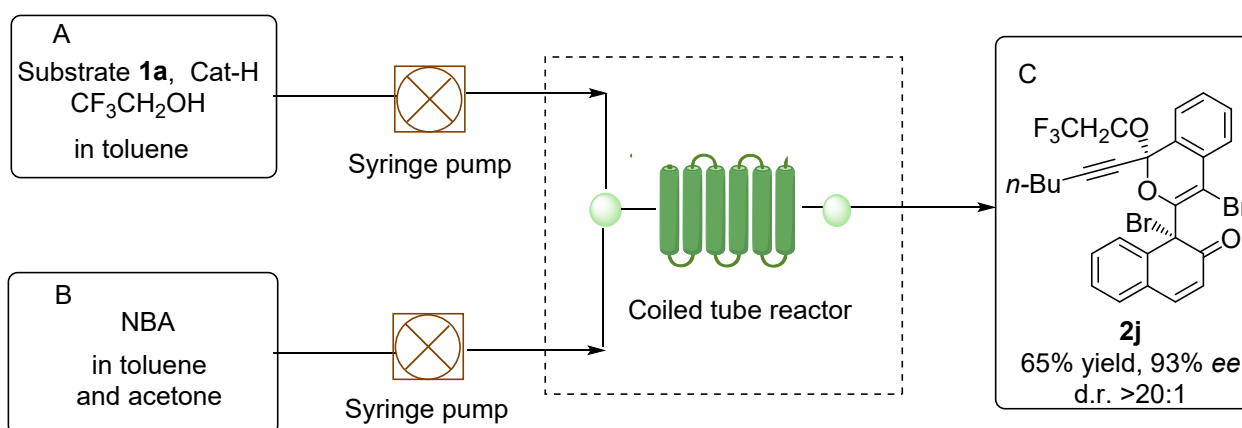 A
Substrate 1a, Cat-H
CF3CH2OH
in toluene
Syringe pump
B
NBA
in toluene
and acetone
Syringe pump
Coiled tube reactor
C
F3CH2CO
n-Bu
O
Br
Br
O
2j
65% yield, 93% ee
d.r. >20:1